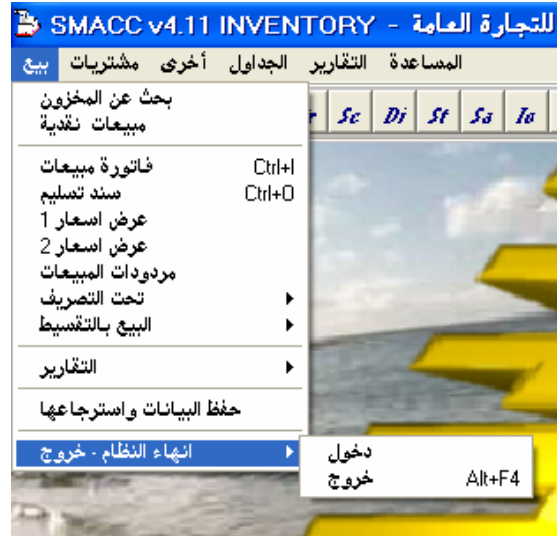 SMACC v4.11 INVENTORY - للتجارة العامة
بيع مشتريات أخرى الجداول التقارير المساعدة
بحث عن المخزون
مبيعات نقدية
Sc Di St Sa Ta
فاتورة مبيعات Ctrl+I
سند تسليم Ctrl+O
عرض اسعار 1
عرض اسعار 2
مردودات المبيعات
تحت التصريف
البيع بالتقسيط
التقارير
حفظ البيانات واسترجاعها
انهاء النظام - خروج
دخول
خروج Alt+F4